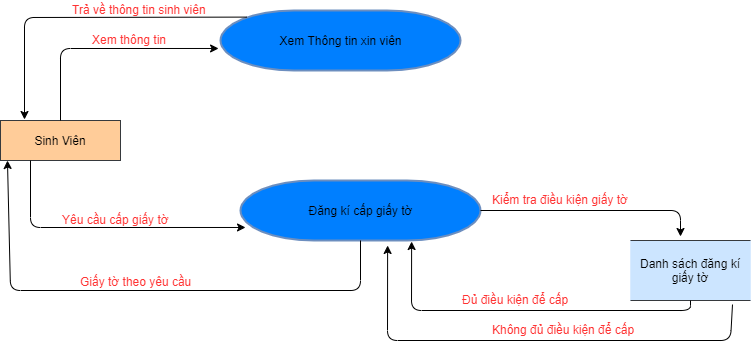 Trả về thông tin sinh viên
Xem thông tin
Xem Thông tin xin viên
Sinh Viên
Yêu cầu cấp giấy tờ
Đăng kí cấp giấy tờ
Kiểm tra điều kiện giấy tờ
Danh sách đăng kí
giấy tờ
Giấy tờ theo yêu cầu
Đủ điều kiện để cấp
Không đủ điều kiện để cấp